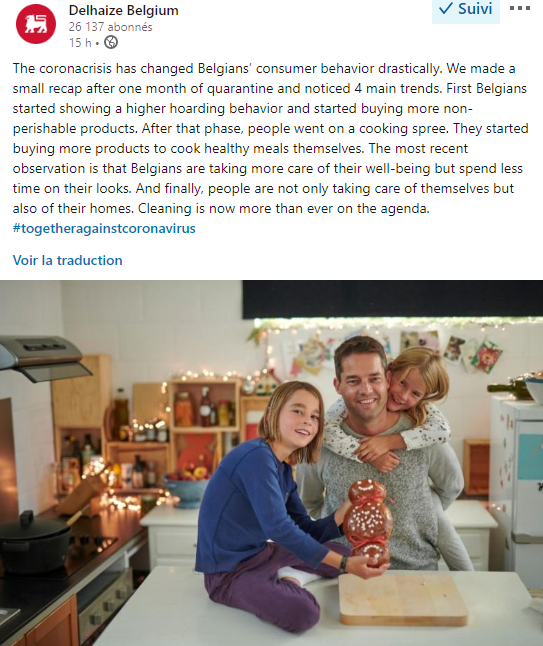 Delhaize Belgium
Suivi
26 137 abonnés
15 h •
The coronacrisis has changed Belgians' consumer behavior drastically. We made a
small recap after one month of quarantine and noticed 4 main trends. First Belgians
started showing a higher hoarding behavior and started buying more non-
perishable products. After that phase, people went on a cooking spree. They started
buying more products to cook healthy meals themselves. The most recent
observation is that Belgians are taking more care of their well-being but spend less
time on their looks. And finally, people are not only taking care of themselves but
also of their homes. Cleaning is now more than ever on the agenda.
#togetheragainstcoronavirus
Voir la traduction